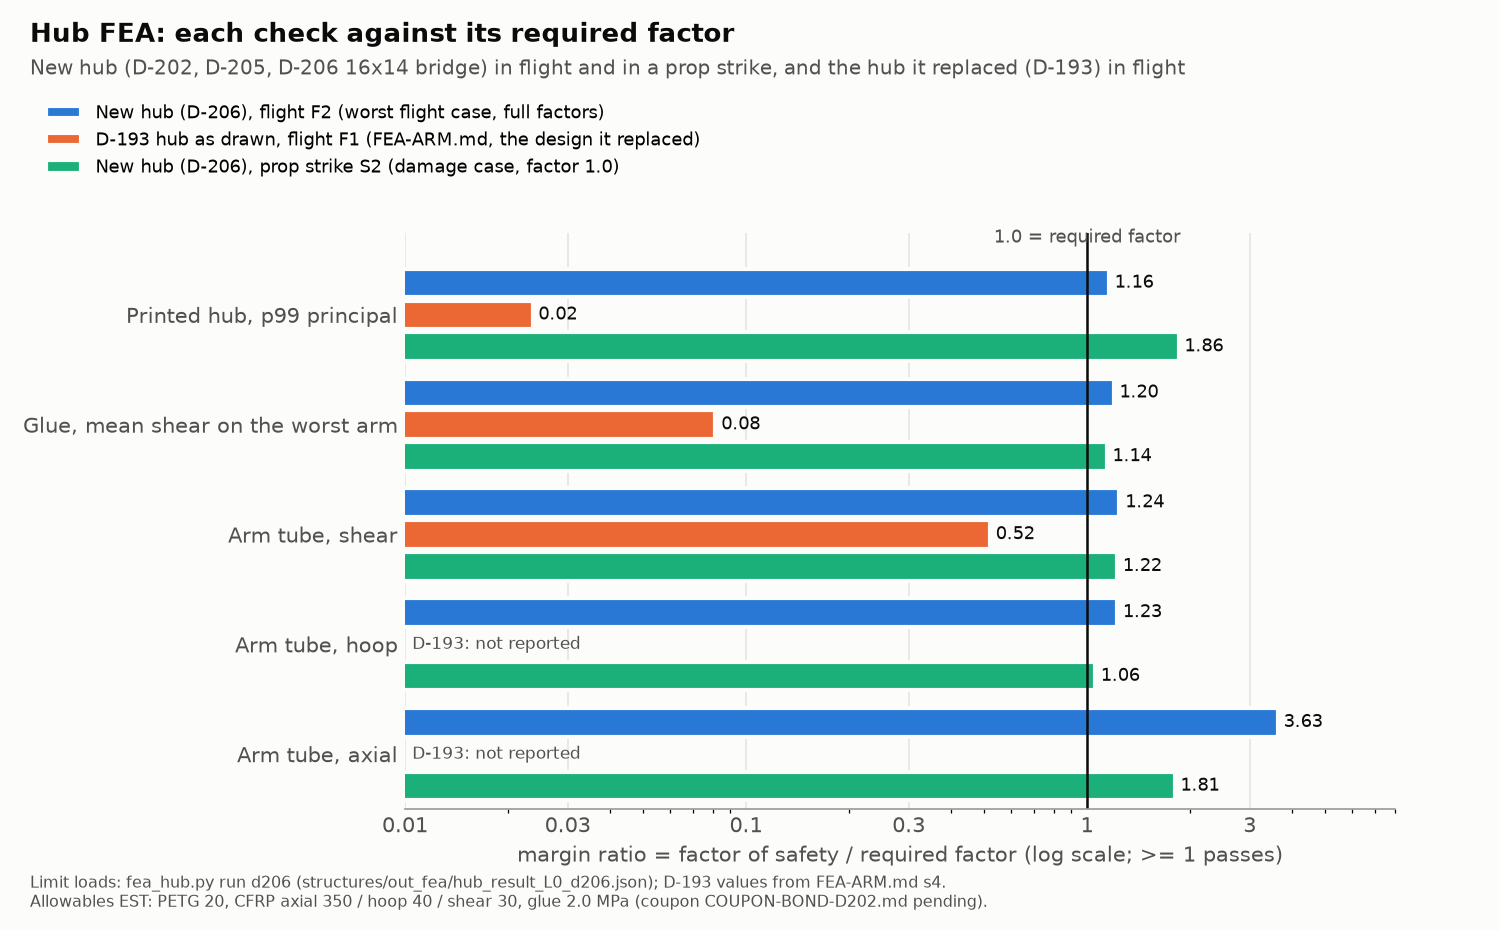 Hub FEA: each check against its required factor
New hub (D-202, D-205, D-206 16x14 bridge) in flight and in a prop strike, and the hub it replaced (D-193) in flight
New hub (D-206), flight F2 (worst flight case, full factors)
D-193 hub as drawn, flight F1 (FEA-ARM.md, the design it replaced)
New hub (D-206), prop strike S2 (damage case, factor 1.0)
1.0 = required factor
1.16
Printed hub, p99 principal
0.02
1.86
1.20
Glue, mean shear on the worst arm
0.08
1.14
1.24
Arm tube, shear
0.52
1.22
1.23
Arm tube, hoop
D-193: not reported
1.06
3.63
Arm tube, axial
D-193: not reported
1.81
0.01 0.03 0.1 0.3 1 3
margin ratio = factor of safety / required factor (log scale; >= 1 passes)
Limit loads: fea_hub.py run d206 (structures/out_fea/hub_result_L0_d206.json); D-193 values from FEA-ARM.md s4.
Allowables EST: PETG 20, CFRP axial 350 / hoop 40 / shear 30, glue 2.0 MPa (coupon COUPON-BOND-D202.md pending).